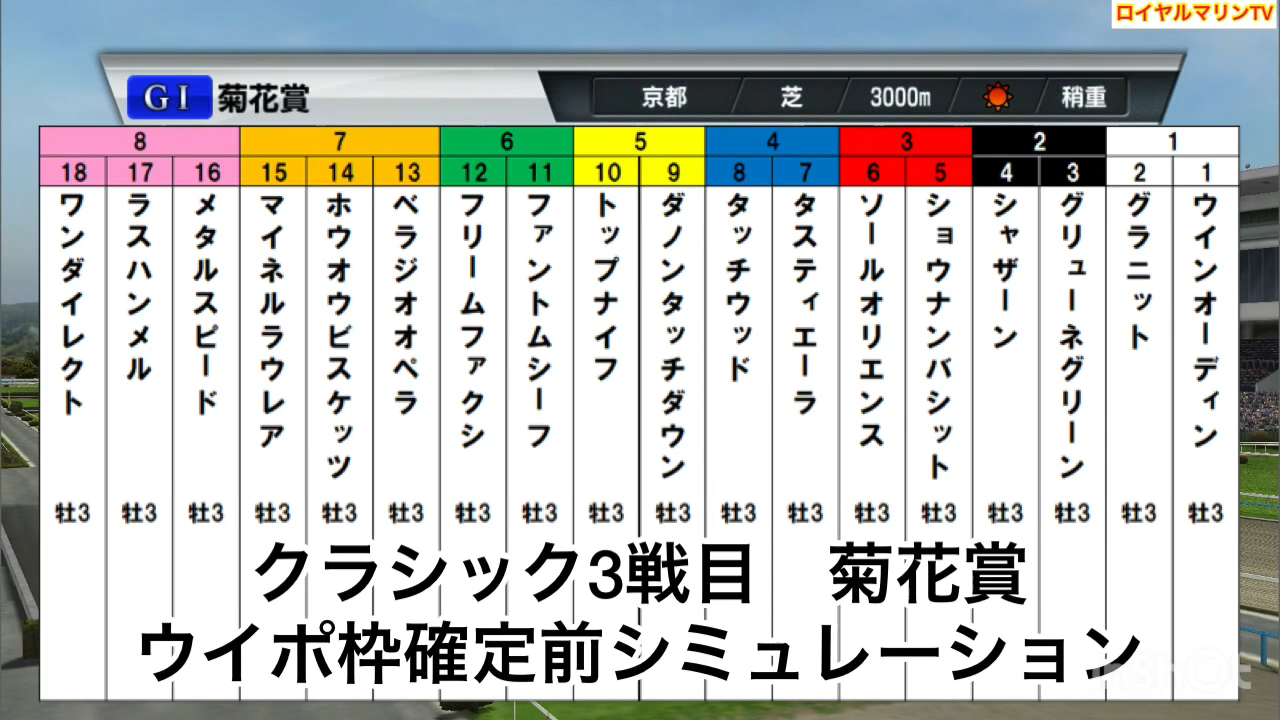 ロイヤルマリンTV
GI 菊花賞 京都 芝 3000m 稍重
8 7 6 5 4 3 2 1
18 17 16 15 14 13 12 11 10 9 8 7 6 5 4 3 2 1
ウインオーディン
グラニット
グリューネグリーン
シャザーン
ショウナンバシット
ソールオリエンス
タスティエーラ
タッチウッド
ダノンタッチダウン
トップナイフ
ファントムシーフ
フリームファクシ
ベラジオオペラ
ホウオウビスケッツ
マイネルラウレア
メタルスピード
ラスハンメル
ワンダイレクト
牡3 牡3 牡3 牡3 牡3 牡3 牡3 牡3 牡3 牡3 牡3 牡3 牡3 牡3 牡3 牡3 牡3 牡3
クラシック3戦目 菊花賞
ウイポ枠確定前シミュレーション
InShOt